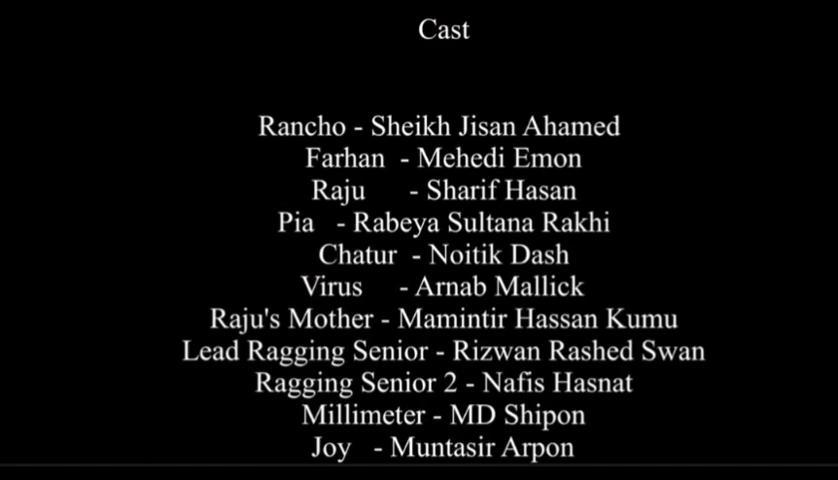 Cast
Rancho - Sheikh Jisan Ahamed
Farhan - Mehedi Emon
Raju - Sharif Hasan
Pia - Rabeya Sultana Rakhi
Chatur - Noitik Dash
Virus - Arnab Mallick
Raju's Mother - Mamintir Hassan Kumu
Lead Ragging Senior - Rizwan Rashed Swan
Ragging Senior 2 - Nafis Hasnat
Millimeter - MD Shipon
Joy - Muntasir Arpon